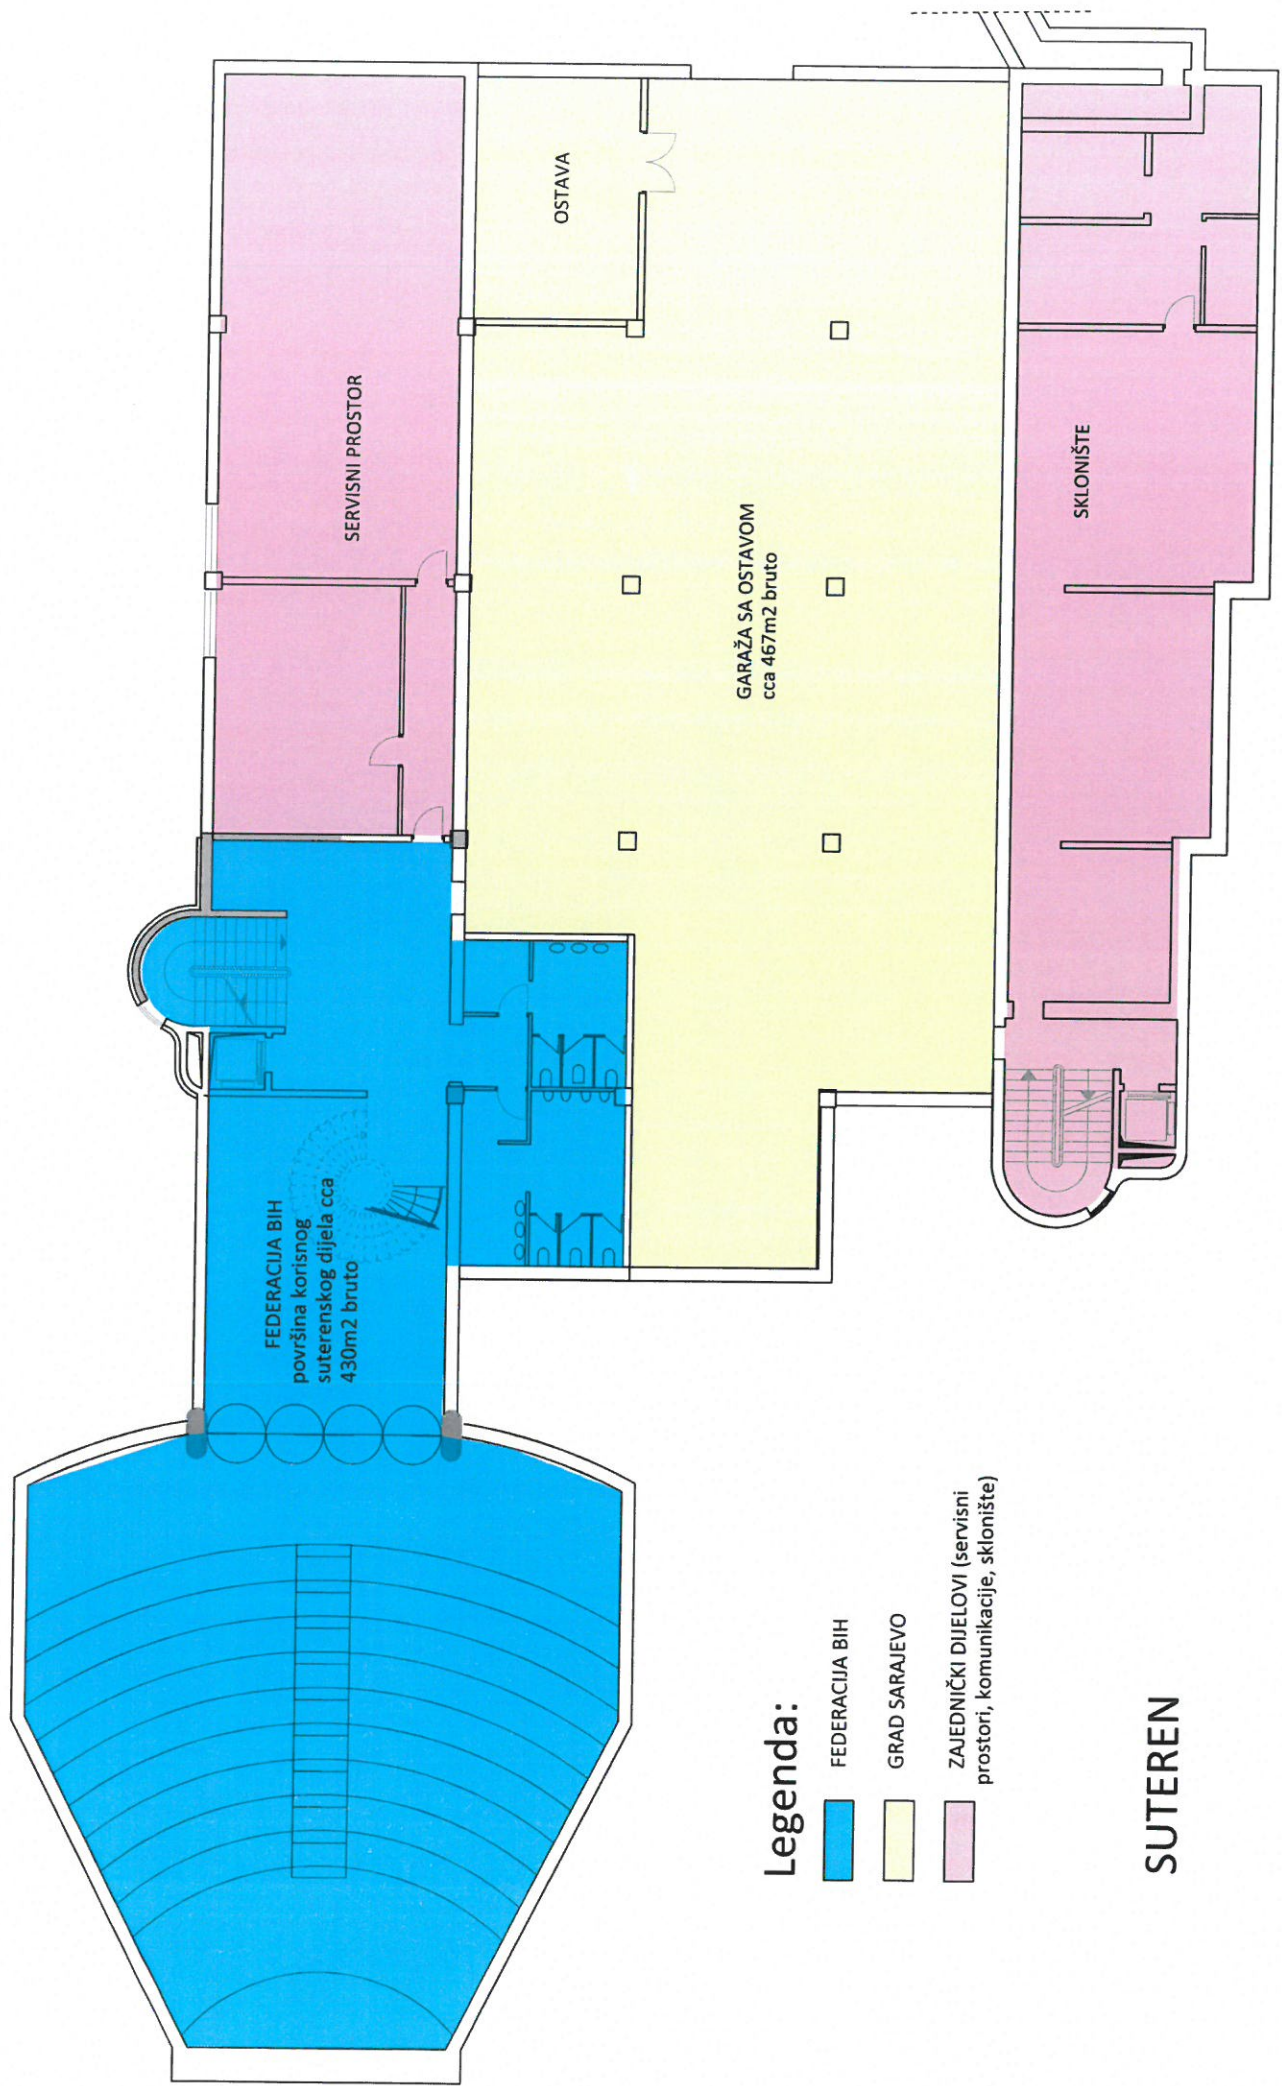 FEDERACIJA BIH
površina korisnog
suterenskog dijela cca
430m2 bruto
SERVISNI PROSTOR
OSTAVA
GARAŽA SA OSTAVOM
cca 467m2 bruto
SKLONIŠTE
Legenda:
FEDERACIJA BIH
GRAD SARAJEVO
ZAJEDNIČKI DIJELOVI (servisni
prostori, komunikacije, sklonište)
SUTEREN